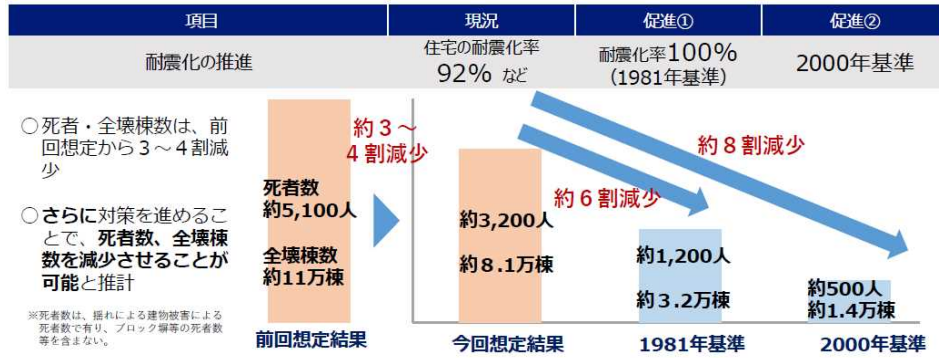 項目
現況
促進①
促進②
耐震化の推進
住宅の耐震化率
92% など
耐震化率100%
（1981年基準）
2000年基準
○死者・全壊棟数は、前
回想定から３～４割減
少
○さらに対策を進めるこ
とで、死者数、全壊棟
数を減少させることが
可能と推計
※死者数は、揺れによる建物被害による
死者数で有り、ブロック塀等の死者数
等を含まない。
死者数
約5,100人
全壊棟数
約11万棟
前回想定結果
約３～
４割減少
約3,200人
約8.1万棟
今回想定結果
約６割減少
約1,200人
約3.2万棟
1981年基準
約８割減少
約500人
約1.4万棟
2000年基準